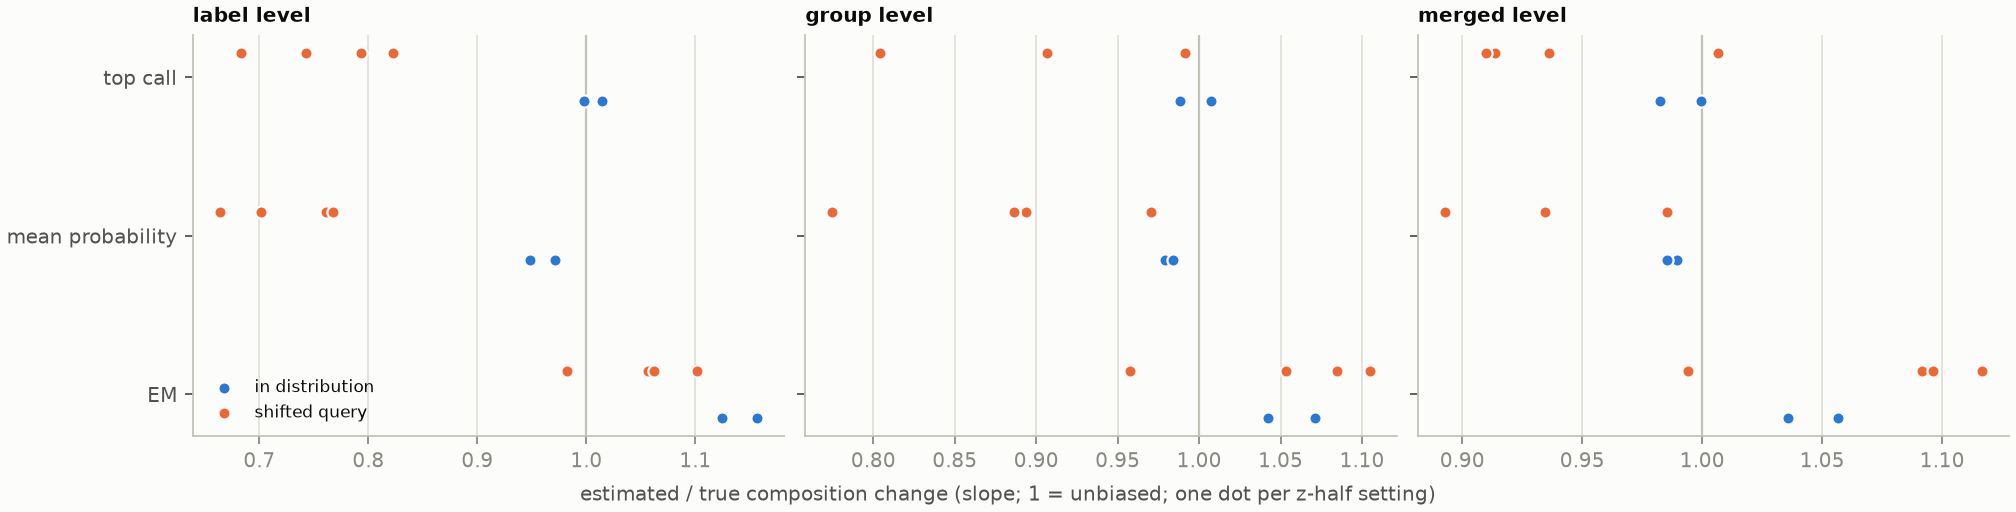 label level
group level
merged level
top call
mean probability
EM
in distribution
shifted query
0.7 0.8 0.9 1.0 1.1
0.80 0.85 0.90 0.95 1.00 1.05 1.10
0.90 0.95 1.00 1.05 1.10
estimated / true composition change (slope; 1 = unbiased; one dot per z-half setting)